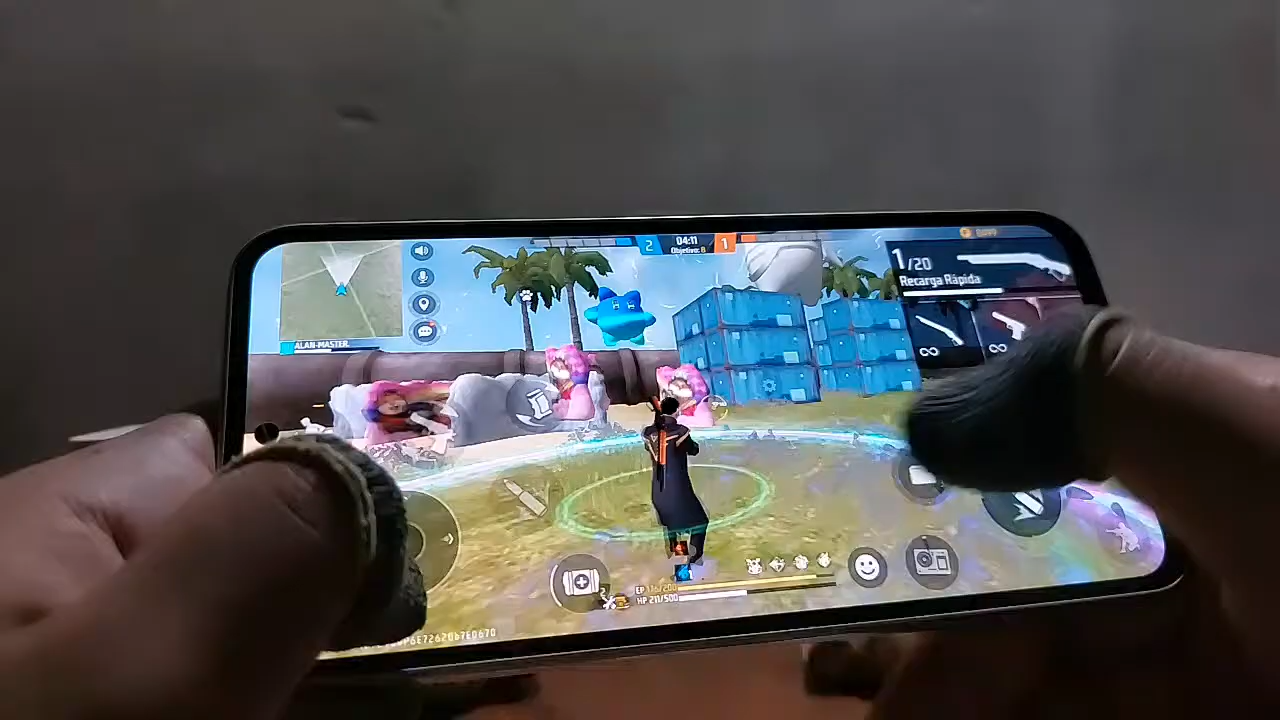 2 04:11 1
Objetivo: 8
1/20
Recarga Rápida
∞ ∞
ALAN-MASTER
EP 116/200
HP 211/500